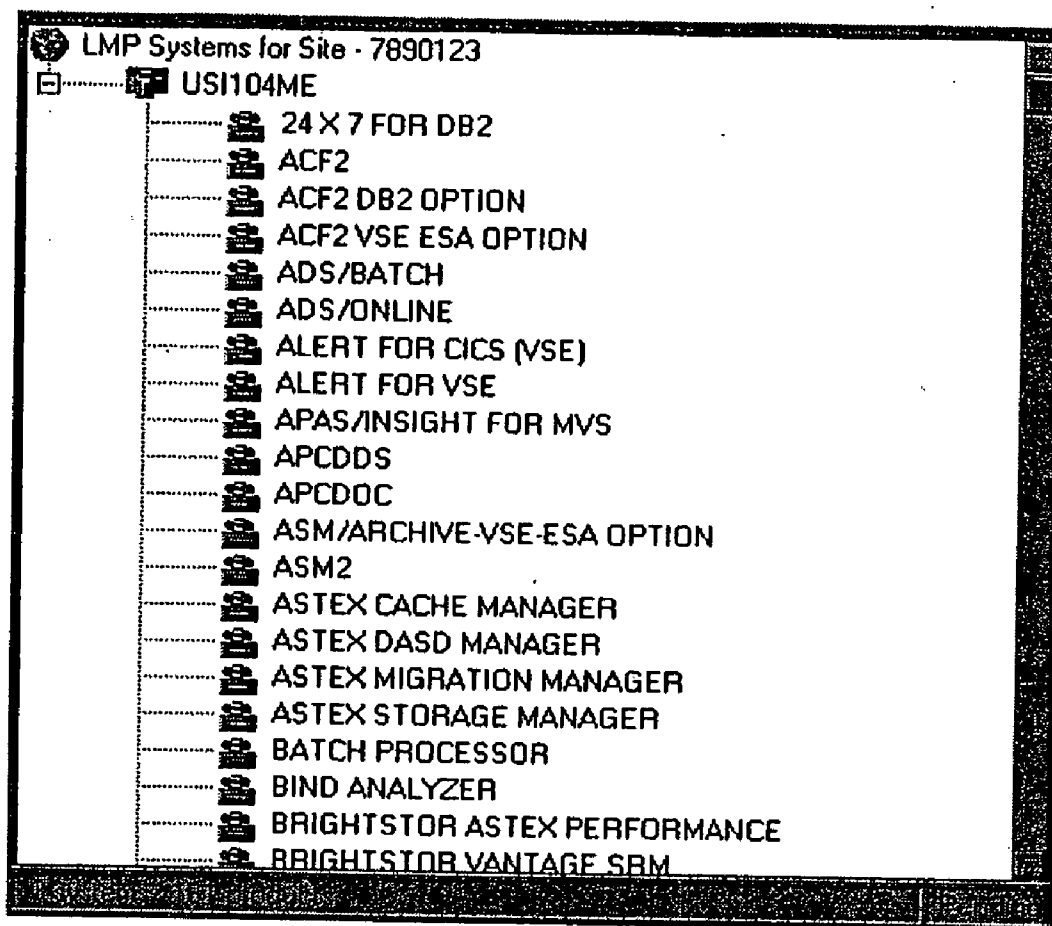 LMP Systems for Site - 7890123
USI104ME
24 X 7 FOR DB2
ACF2
ACF2 DB2 OPTION
ACF2 VSE ESA OPTION
ADS/BATCH
ADS/ONLINE
ALERT FOR CICS (VSE)
ALERT FOR VSE
APAS/INSIGHT FOR MVS
APCDDS
APCDOC
ASM/ARCHIVE-VSE-ESA OPTION
ASM2
ASTEX CACHE MANAGER
ASTEX DASD MANAGER
ASTEX MIGRATION MANAGER
ASTEX STORAGE MANAGER
BATCH PROCESSOR
BIND ANALYZER
BRIGHTSTOR ASTEX PERFORMANCE
BRIGHTSTOR VANTAGE SRM